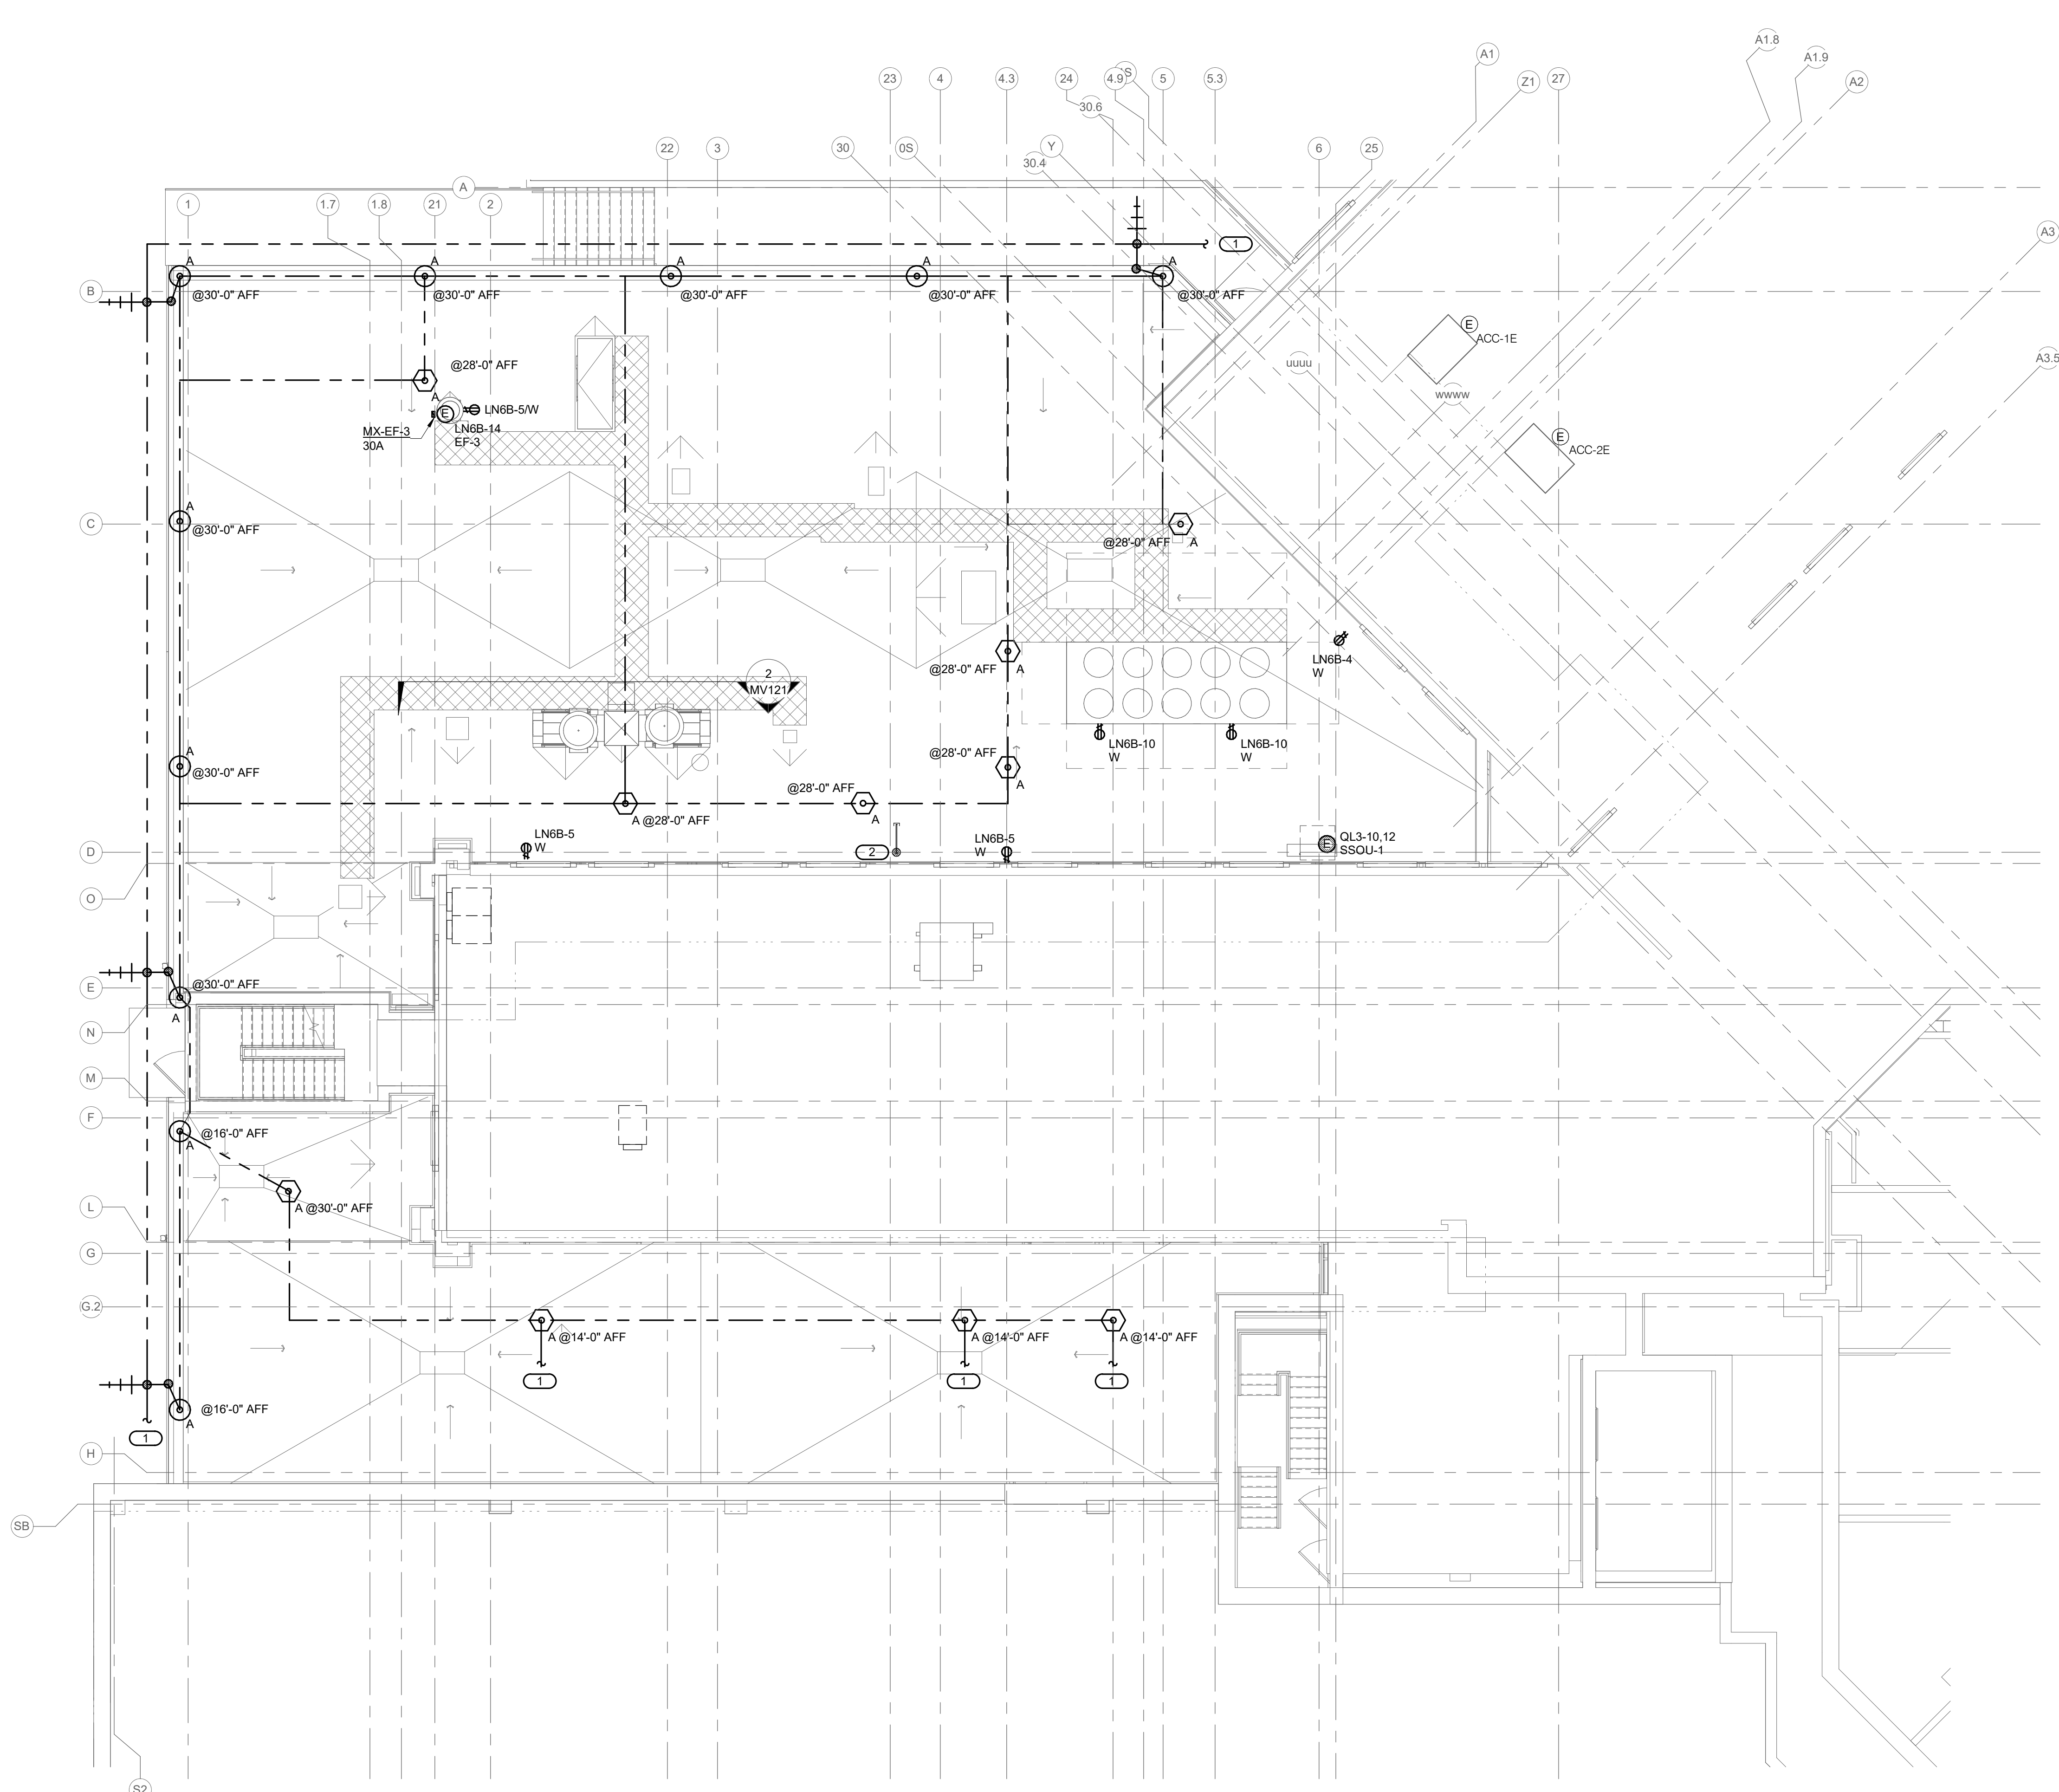 A1.8
A1
A1.9
S
23
4
4.3
24
4.9
5
5.3
Z1
27
A2
30.6
22
3
30
0S
30.4
Y
6
25
A
1
1.7
1.8
21
2
A3
1
A
A
A
A
A
B
@30'-0" AFF
@30'-0" AFF
@30'-0" AFF
@30'-0" AFF
@30'-0" AFF
E
ACC-1E
A3.5
uuuu
@28'-0" AFF
wwww
A
E
LN6B-5/W
MX-EF-3
30A
LN6B-14
EF-3
E
ACC-2E
A
C
@30'-0" AFF
@28'-0" AFF
A
@28'-0" AFF
A
LN6B-4
W
2
MV121
A
@30'-0" AFF
@28'-0" AFF
A
LN6B-10
W
LN6B-10
W
@28'-0" AFF
A
A @28'-0" AFF
D
LN6B-5
W
2
LN6B-5
W
E
QL3-10,12
SSOU-1
O
E
@30'-0" AFF
A
N
M
F
@16'-0" AFF
A
L
A @30'-0" AFF
G
G.2
A @14'-0" AFF
A @14'-0" AFF
A @14'-0" AFF
1
1
1
@16'-0" AFF
A
1
H
SB
S2